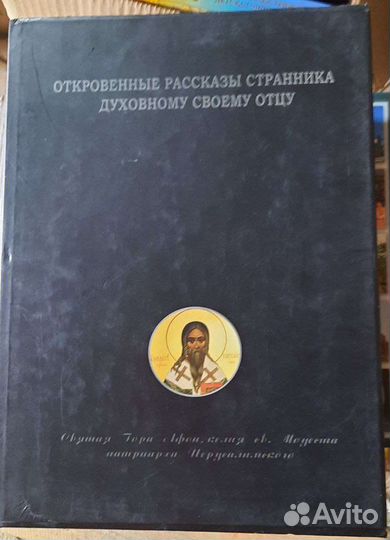 ОТКРОВЕННЫЕ РАССКАЗЫ СТРАННИКА
ДУХОВНОМУ СВОЕМУ ОТЦУ
Святая Гора Афон, келия св. Модеста
патриарха Иерусалимского
Avito